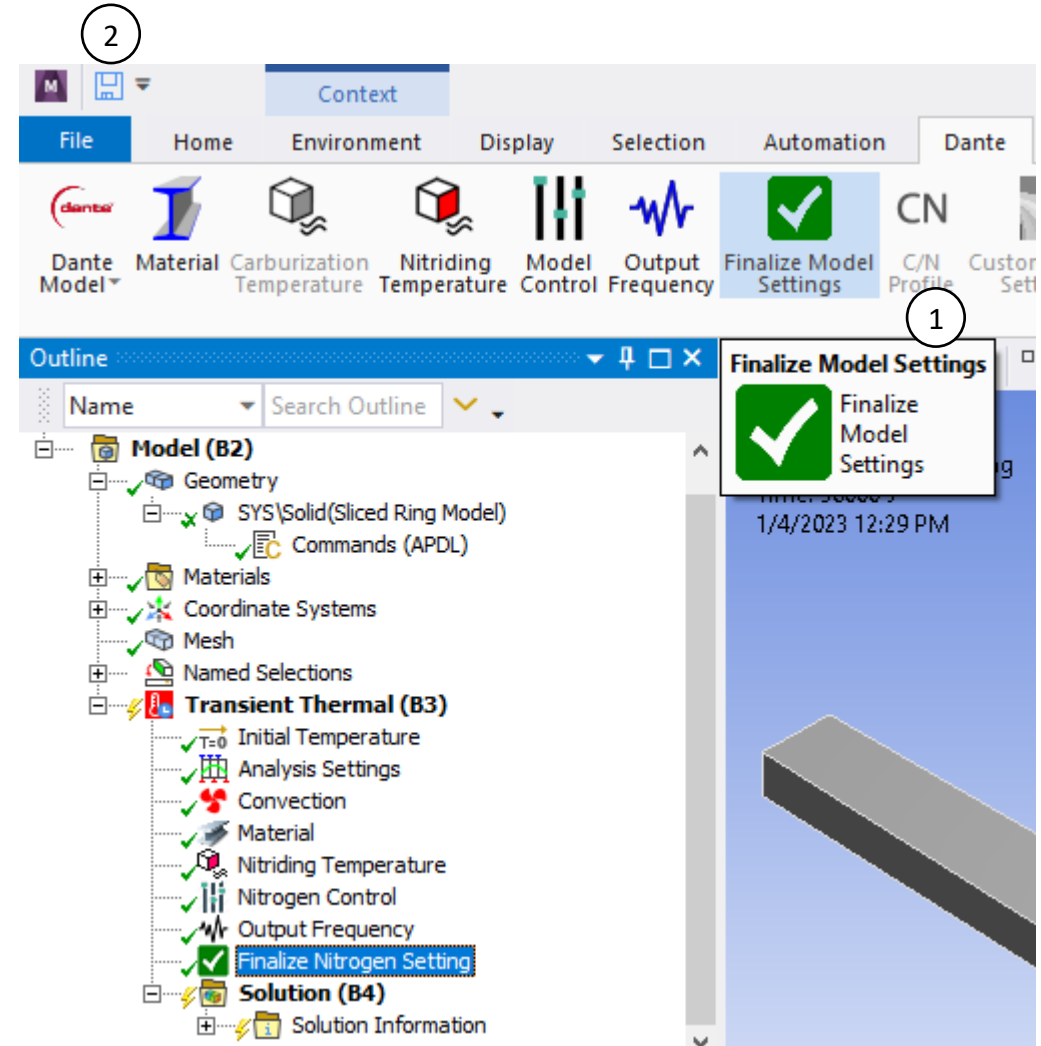 2
M
Context
File Home Environment Display Selection Automation Dante
dante
CN
Dante Model Material Carburization Temperature Nitriding Temperature Model Control Output Frequency Finalize Model Settings C/N Profile
1
Outline
Finalize Model Settings
Name Search Outline
Finalize
Model
Settings
Model (B2)
Geometry
SYS\Solid(Sliced Ring Model)
1/4/2023 12:29 PM
Commands (APDL)
Materials
Coordinate Systems
Mesh
Named Selections
Transient Thermal (B3)
T=0 Initial Temperature
Analysis Settings
Convection
Material
Nitriding Temperature
Nitrogen Control
Output Frequency
Finalize Nitrogen Setting
Solution (B4)
Solution Information